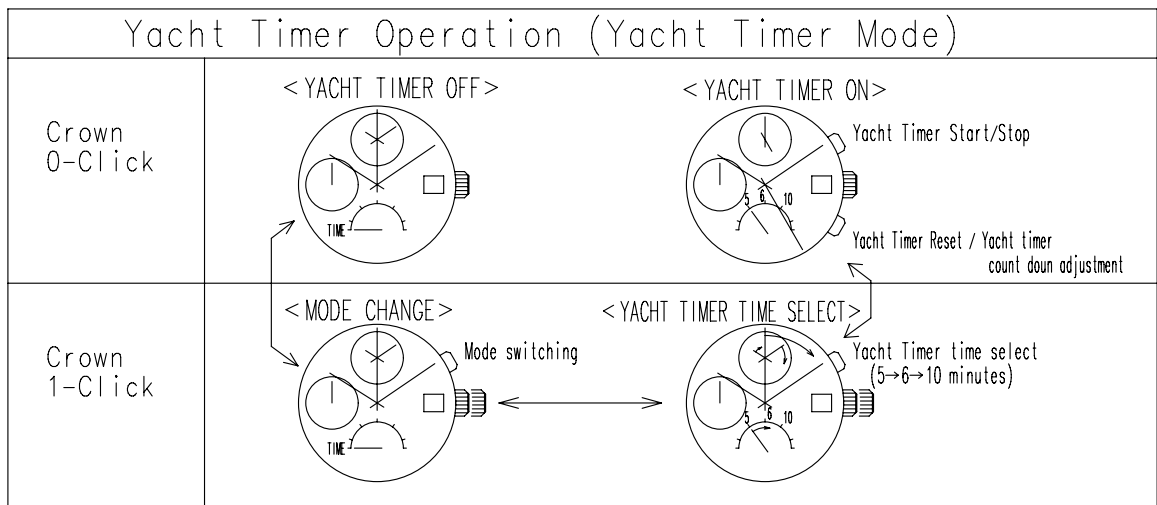 Yacht Timer Operation (Yacht Timer Mode)
Crown
0-Click
<YACHT TIMER OFF>
TIME
<YACHT TIMER ON>
5 6 10
Yacht Timer Start/Stop
Yacht Timer Reset / Yacht timer
count doun adjustment
Crown
1-Click
<MODE CHANGE>
Mode switching
TIME
<YACHT TIMER TIME SELECT>
5 6 10
Yacht Timer time select
(5→6→10 minutes)